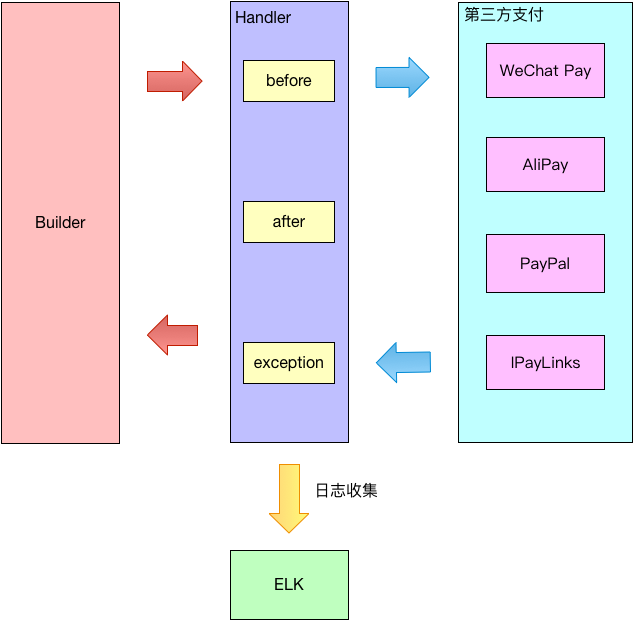 Builder
Handler
before
after
exception
第三方支付
WeChat Pay
AliPay
PayPal
IPayLinks
日志收集
ELK